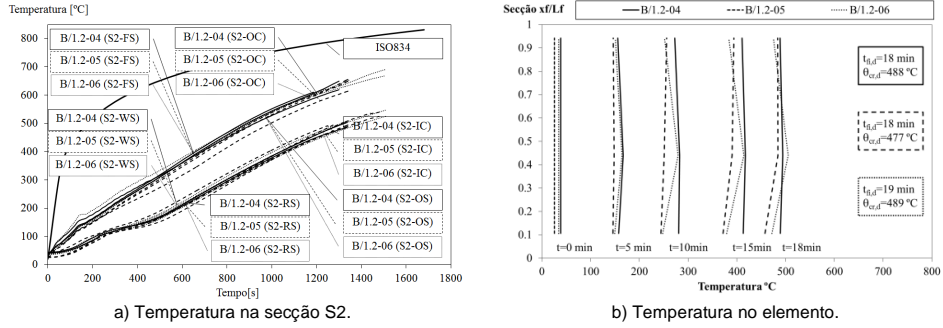 Temperatura [ºC]
800
700
600
500
400
300
200
100
0
0 200 400 600 800 1000 1200 1400 1600 1800
Tempo[s]
B/1.2-04 (S2-FS)
B/1.2-05 (S2-FS)
B/1.2-06 (S2-FS)
B/1.2-04 (S2-OC)
B/1.2-05 (S2-OC)
B/1.2-06 (S2-OC)
ISO834
B/1.2-04 (S2-WS)
B/1.2-05 (S2-WS)
B/1.2-06 (S2-WS)
B/1.2-04 (S2-IC)
B/1.2-05 (S2-IC)
B/1.2-06 (S2-IC)
B/1.2-04 (S2-RS)
B/1.2-05 (S2-RS)
B/1.2-06 (S2-RS)
B/1.2-04 (S2-OS)
B/1.2-05 (S2-OS)
B/1.2-06 (S2-OS)
a) Temperatura na secção S2.
Secção xf/Lf
B/1.2-04 B/1.2-05 B/1.2-06
1
0.9
0.8
0.7
0.6
0.5
0.4
0.3
0.2
0.1
0
0 100 200 300 400 500 600 700 800
Temperatura ºC
t=0 min t=5 min t=10min t=15min t=18min
tfi,d=18 min
θcr,d=488 ºC
tfi,d=18 min
θcr,d=477 ºC
tfi,d=19 min
θcr,d=489 ºC
b) Temperatura no elemento.